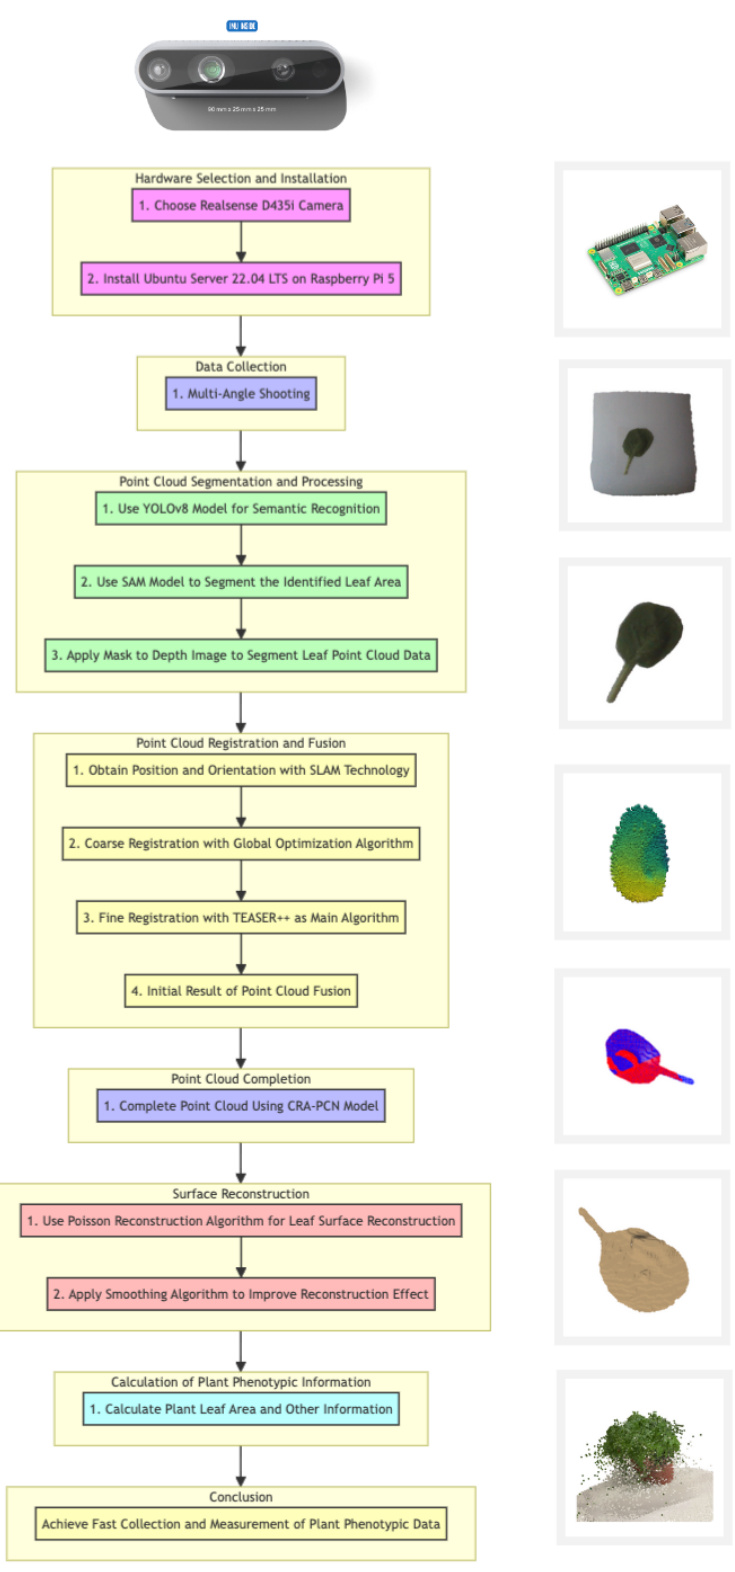 IMU INSIDE
90 mm x 25 mm x 25 mm
Hardware Selection and Installation
1. Choose Realsense D435i Camera
2. Install Ubuntu Server 22.04 LTS on Raspberry Pi 5
Data Collection
1. Multi-Angle Shooting
Point Cloud Segmentation and Processing
1. Use YOLOv8 Model for Semantic Recognition
2. Use SAM Model to Segment the Identified Leaf Area
3. Apply Mask to Depth Image to Segment Leaf Point Cloud Data
Point Cloud Registration and Fusion
1. Obtain Position and Orientation with SLAM Technology
2. Coarse Registration with Global Optimization Algorithm
3. Fine Registration with TEASER++ as Main Algorithm
4. Initial Result of Point Cloud Fusion
Point Cloud Completion
1. Complete Point Cloud Using CRA-PCN Model
Surface Reconstruction
1. Use Poisson Reconstruction Algorithm for Leaf Surface Reconstruction
2. Apply Smoothing Algorithm to Improve Reconstruction Effect
Calculation of Plant Phenotypic Information
1. Calculate Plant Leaf Area and Other Information
Conclusion
Achieve Fast Collection and Measurement of Plant Phenotypic Data